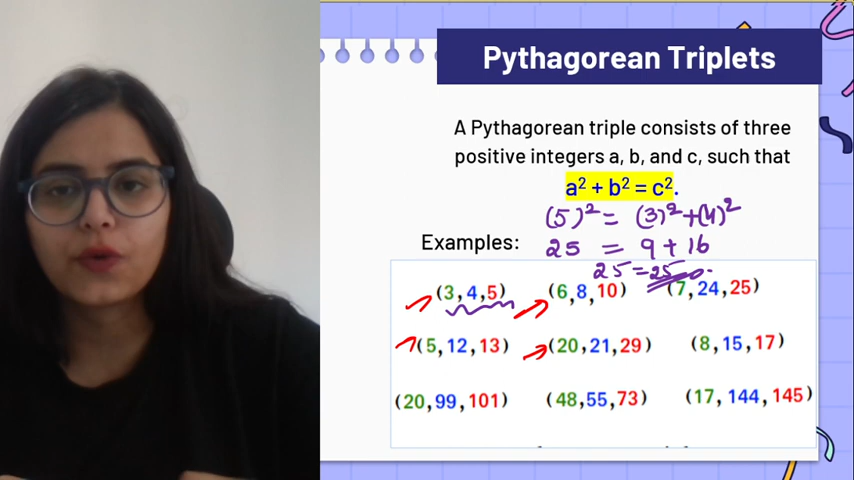 Pythagorean Triplets
A Pythagorean triple consists of three
positive integers a, b, and c, such that
a² + b² = c².
(5)² = (3)² + (4)²
25 = 9 + 16
25 = 25
Examples:
(3,4,5) (6,8,10) (7,24,25)
(5,12,13) (20,21,29) (8,15,17)
(20,99,101) (48,55,73) (17,144,145)